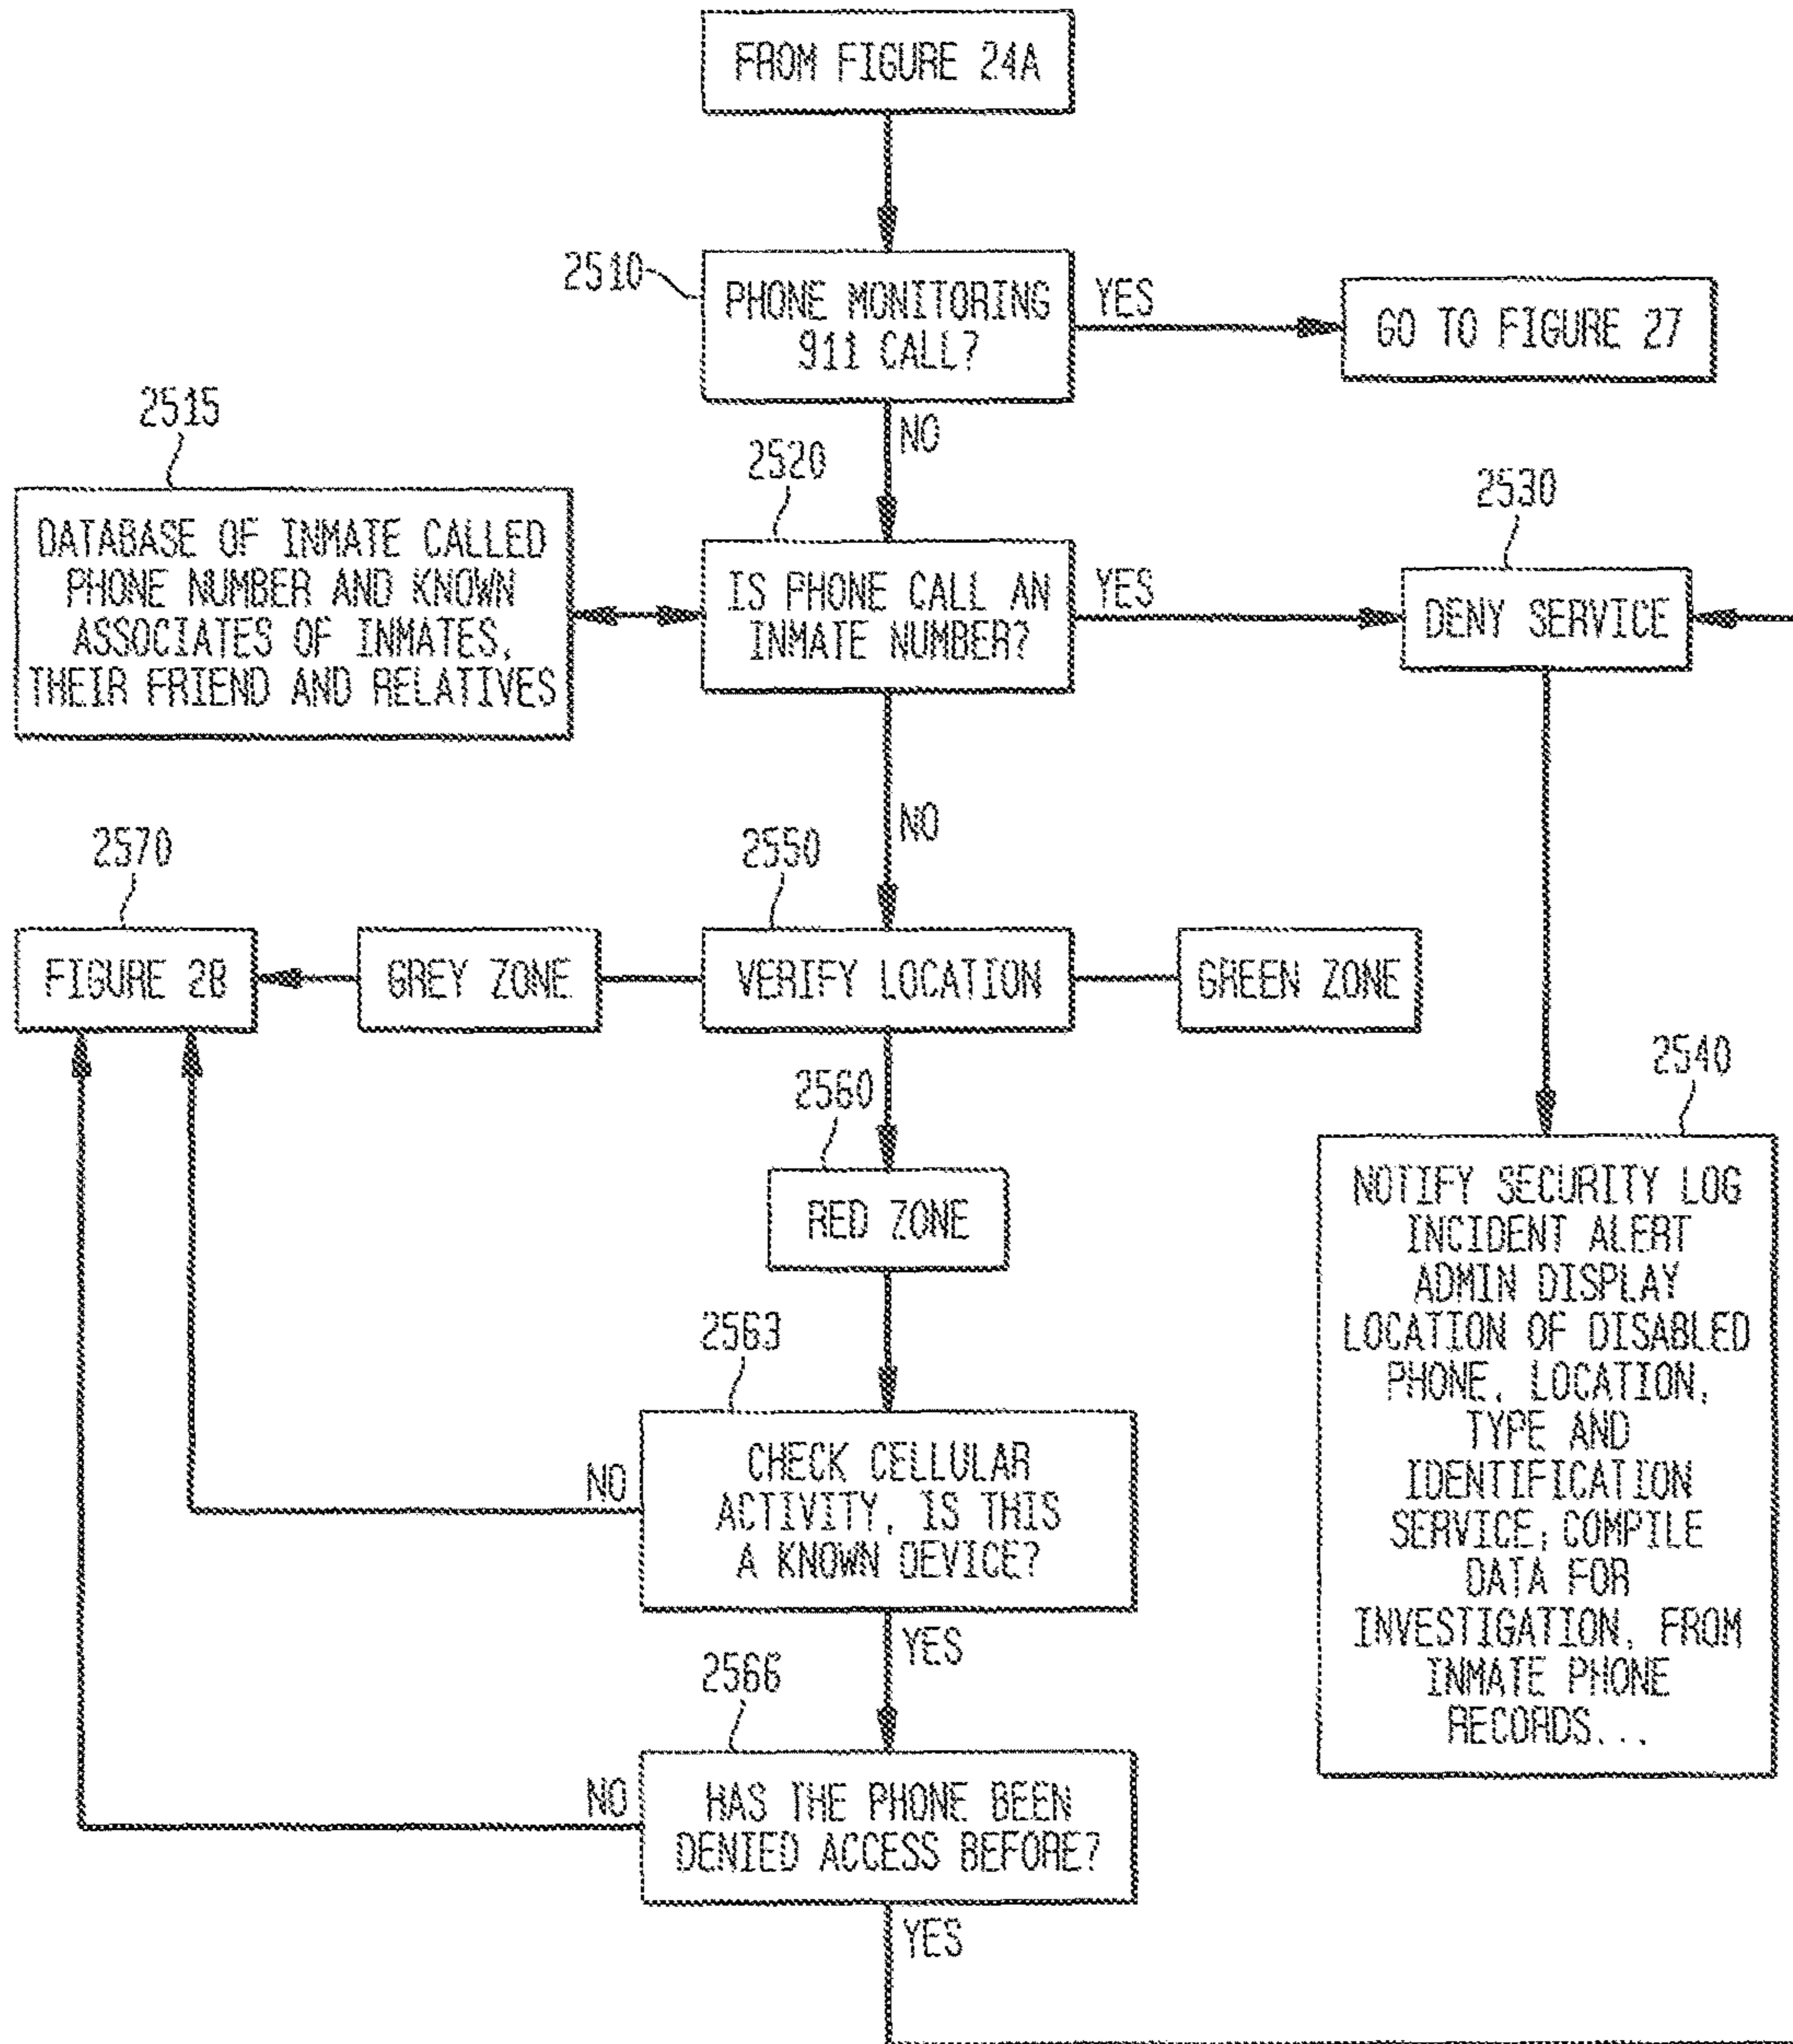 FROM FIGURE 24A
2510
PHONE MONITORING
911 CALL?
YES
GO TO FIGURE 27
NO
2515
DATABASE OF INMATE CALLED
PHONE NUMBER AND KNOWN
ASSOCIATES OF INMATES,
THEIR FRIEND AND RELATIVES
2520
IS PHONE CALL AN
INMATE NUMBER?
YES
2530
DENY SERVICE
NO
2570
FIGURE 28
GREY ZONE
2550
VERIFY LOCATION
GREEN ZONE
2560
RED ZONE
2540
NOTIFY SECURITY LOG
INCIDENT ALERT
ADMIN DISPLAY
LOCATION OF DISABLED
PHONE, LOCATION,
TYPE AND
IDENTIFICATION
SERVICE; COMPILE
DATA FOR
INVESTIGATION, FROM
INMATE PHONE
RECORDS...
2563
CHECK CELLULAR
ACTIVITY, IS THIS
A KNOWN DEVICE?
NO
YES
2566
HAS THE PHONE BEEN
DENIED ACCESS BEFORE?
NO
YES